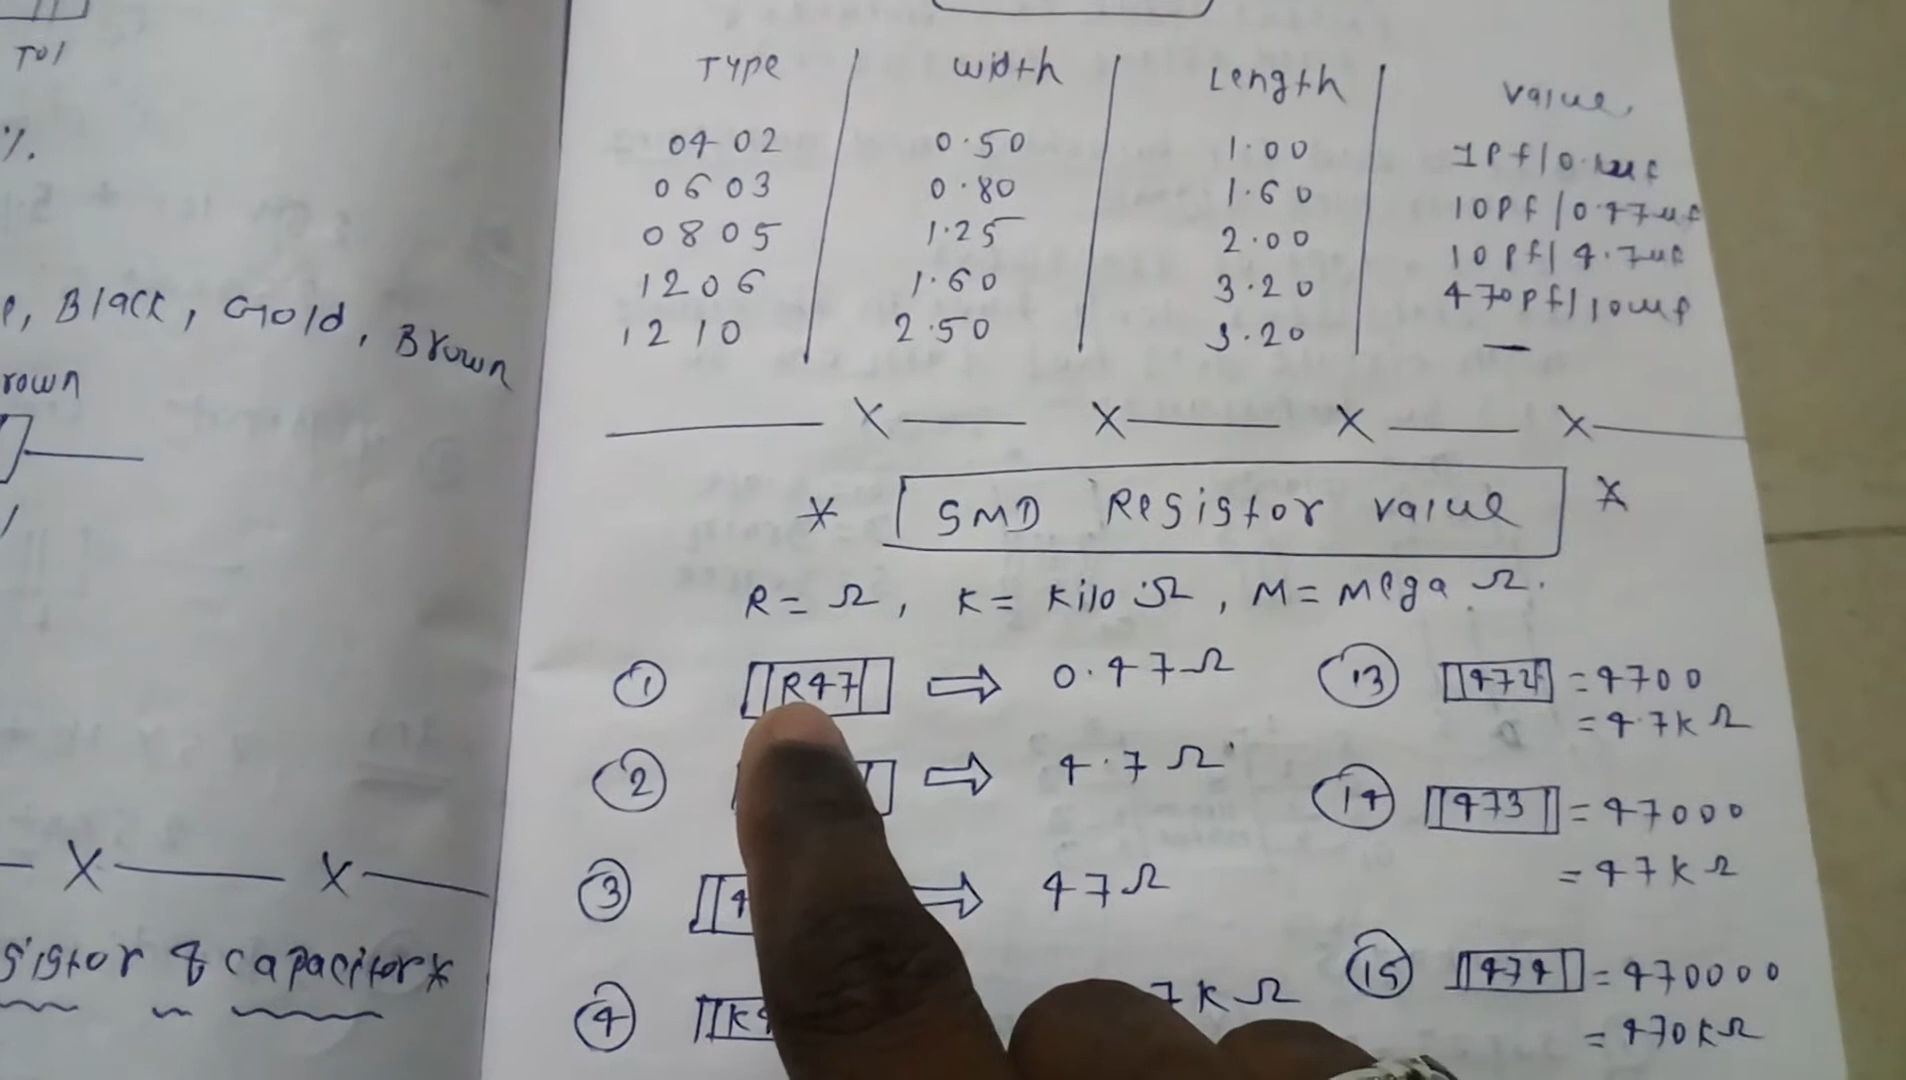 Tol
%.
Black, Gold, Brown
rown
sistor & capacitor*
Type width Length value
0402 0.50 1.00 1pf/
0603 0.80 1.60 10pf/0.47uf
0805 1.25 2.00 10pf/4.7uf
1206 1.60 3.20 470pf/10uf
1210 2.50 3.20 —
X X X X
* SMD Resistor value *
R = Ω, K = Kilo Ω, M = Mega Ω.
① R47 ⇒ 0.47Ω
② ⇒ 4.7Ω
③ 4 ⇒ 47Ω
④ K4 7KΩ
⑬ 472 = 4700
= 4.7KΩ
⑭ 473 = 47000
= 47KΩ
⑮ 474 = 470000
= 470KΩ